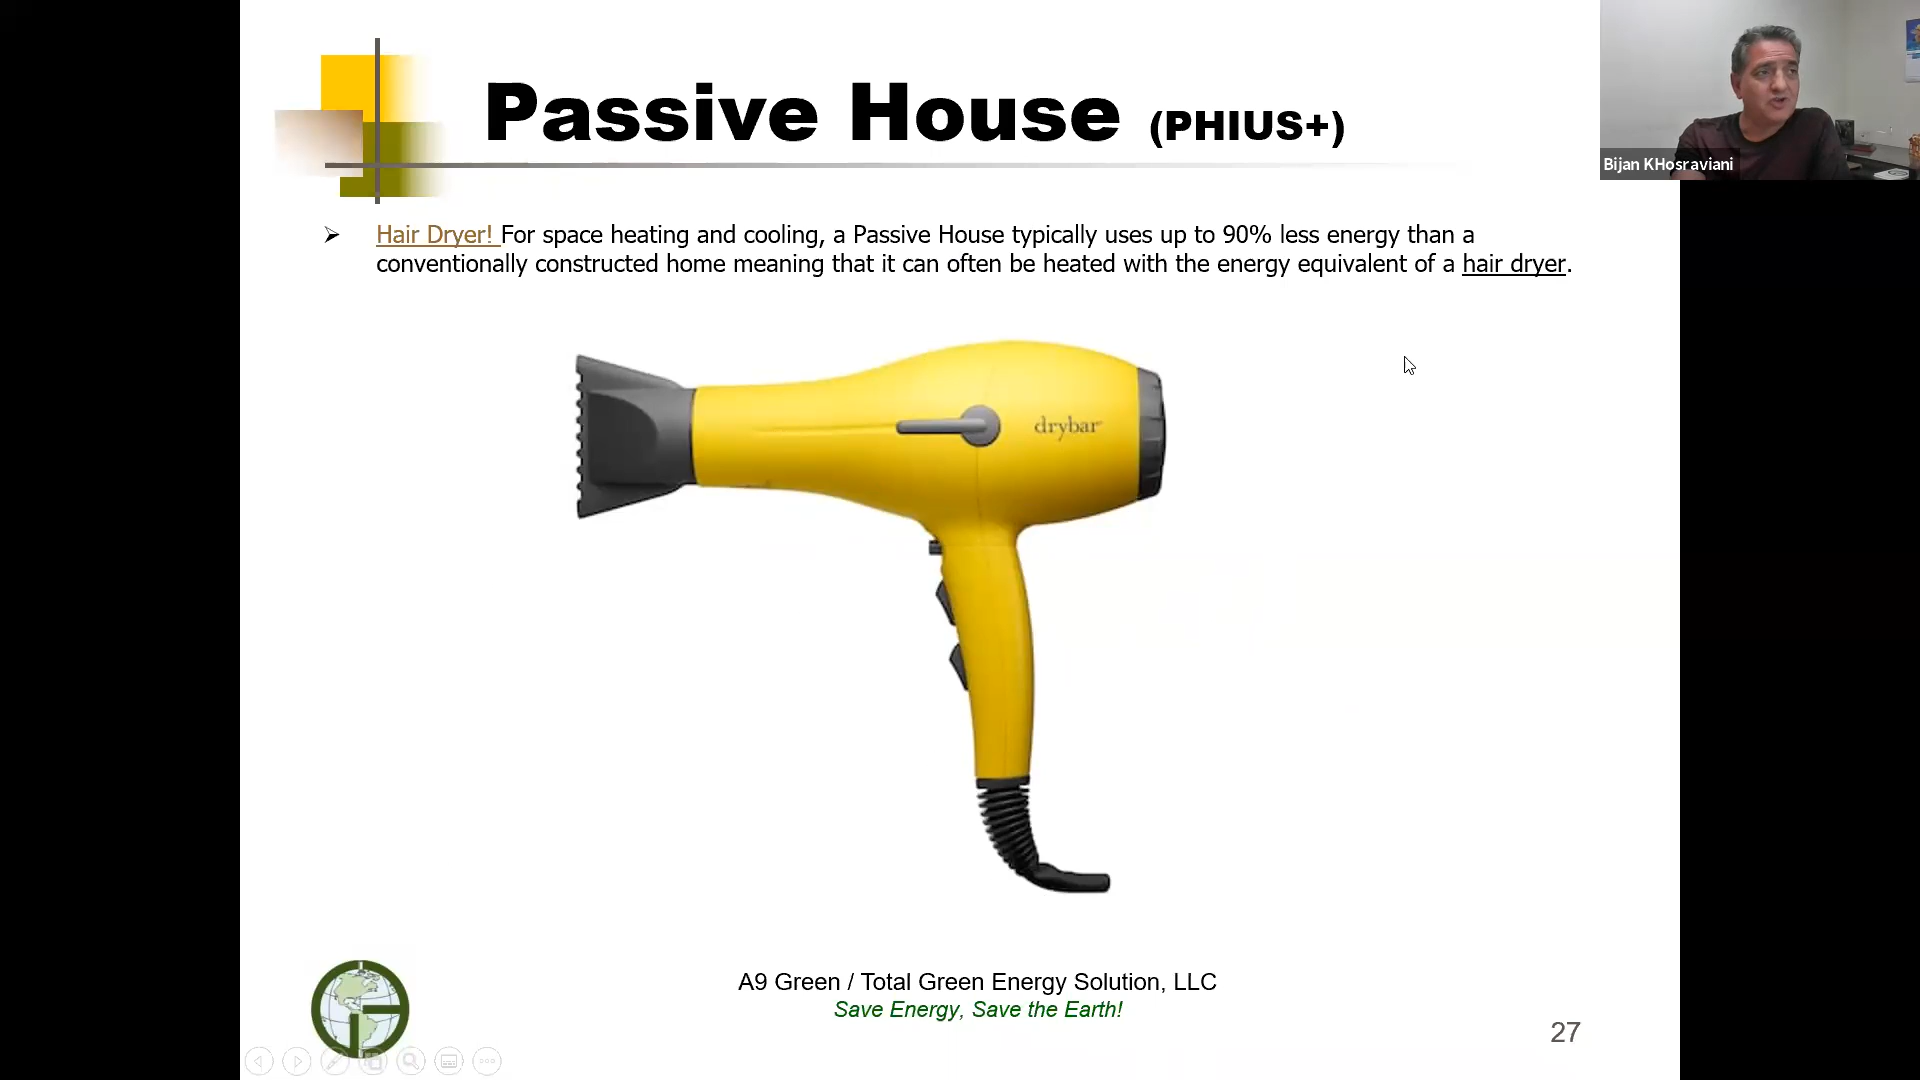 Passive House (PHIUS+)
Bijan KHosraviani
➢ Hair Dryer! For space heating and cooling, a Passive House typically uses up to 90% less energy than a
conventionally constructed home meaning that it can often be heated with the energy equivalent of a hair dryer.
drybar
A9 Green / Total Green Energy Solution, LLC
Save Energy, Save the Earth!
27